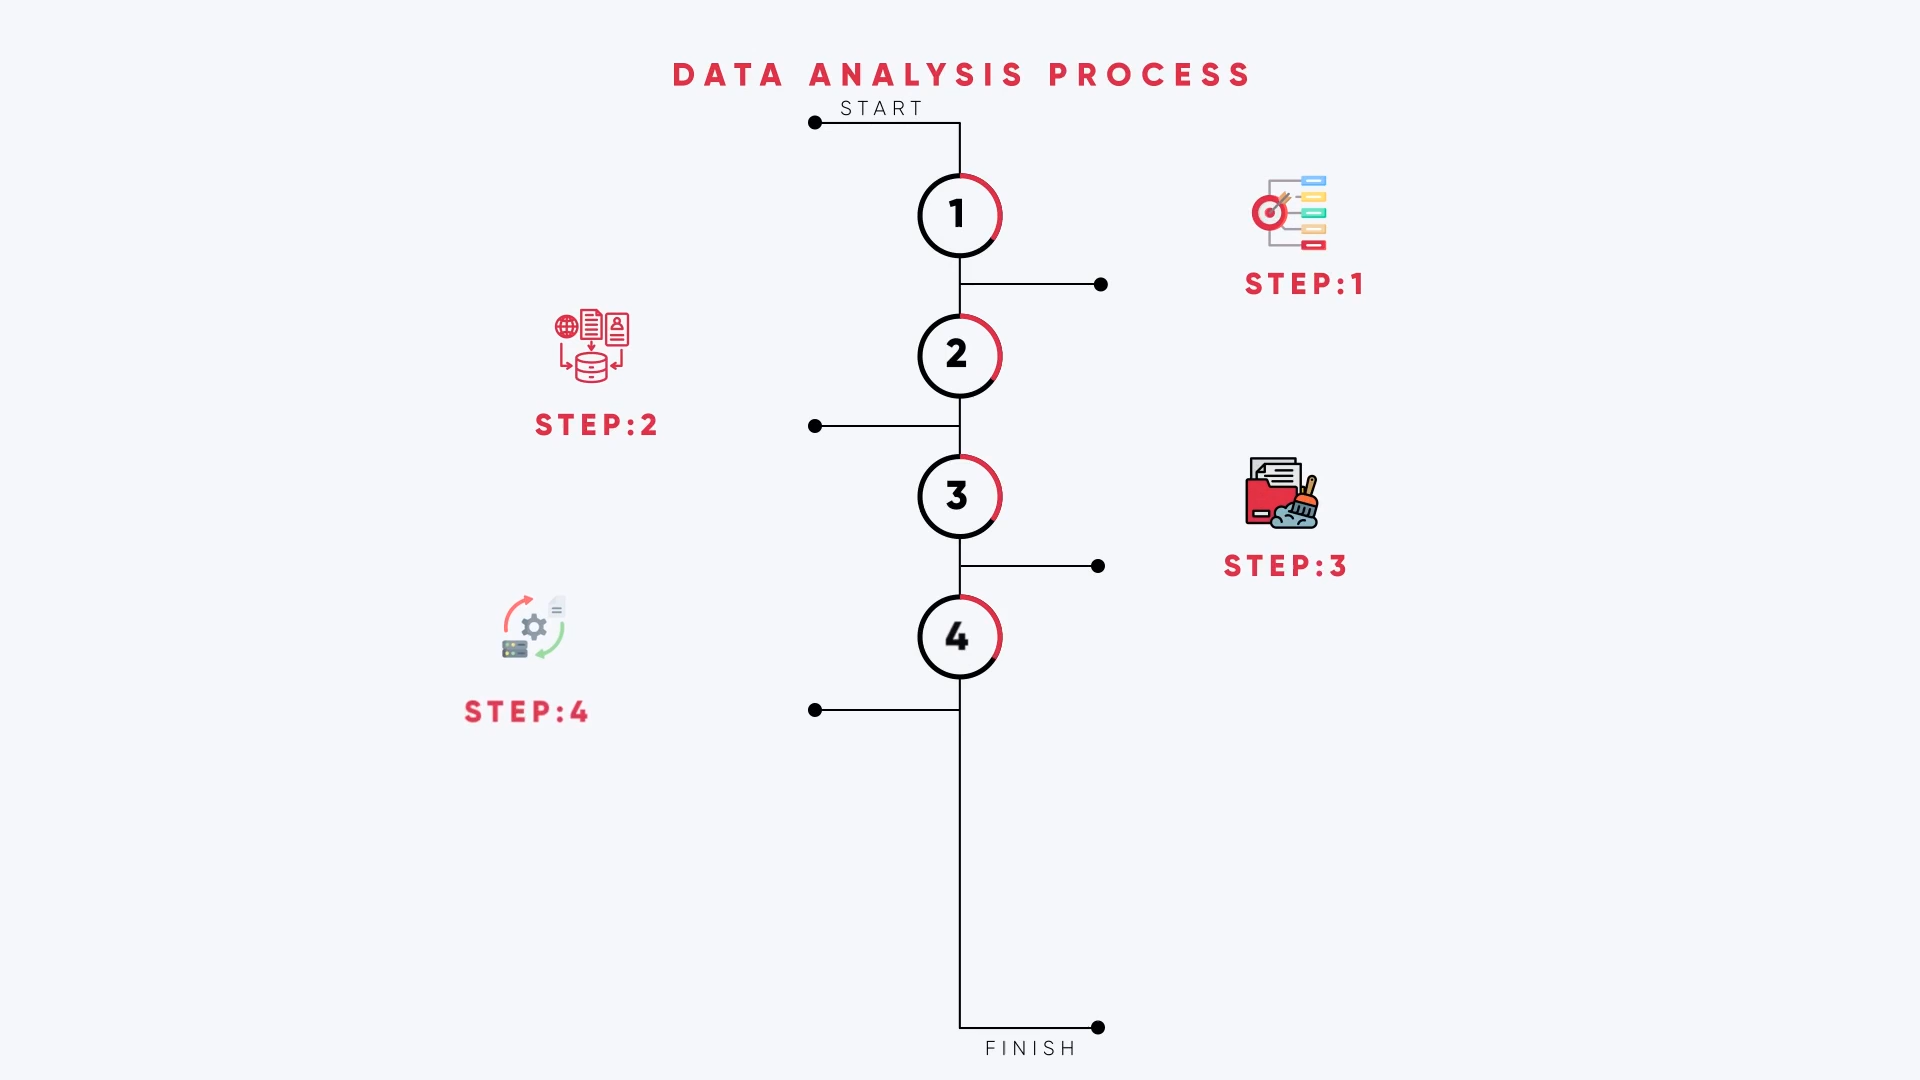 DATA ANALYSIS PROCESS
START
1
STEP:1
2
STEP:2
3
STEP:3
4
STEP:4
FINISH